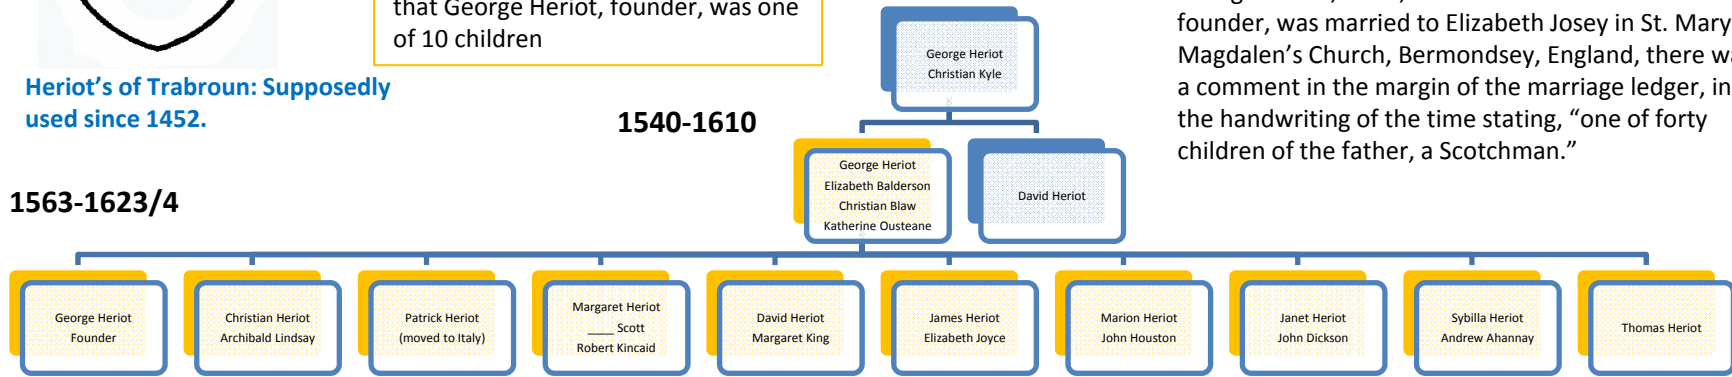 that George Heriot, founder, was one
of 10 children
Heriot's of Trabroun: Supposedly
used since 1452.
founder, was married to Elizabeth Josey in St. Mary
Magdalen's Church, Bermondsey, England, there
a comment in the margin of the marriage ledger, in
the handwriting of the time stating, “one of forty
children of the father, a Scotchman.”
1540-1610
1563-1623/4
George Heriot
Christian Kyle
George Heriot
Elizabeth Balderson
Christian Blaw
Katherine Ousteane
David Heriot
George Heriot
Founder
Christian Heriot
Archibald Lindsay
Patrick Heriot
(moved to Italy)
Margaret Heriot
____ Scott
Robert Kincaid
David Heriot
Margaret King
James Heriot
Elizabeth Joyce
Marion Heriot
John Houston
Janet Heriot
John Dickson
Sybilla Heriot
Andrew Ahannay
Thomas Heriot